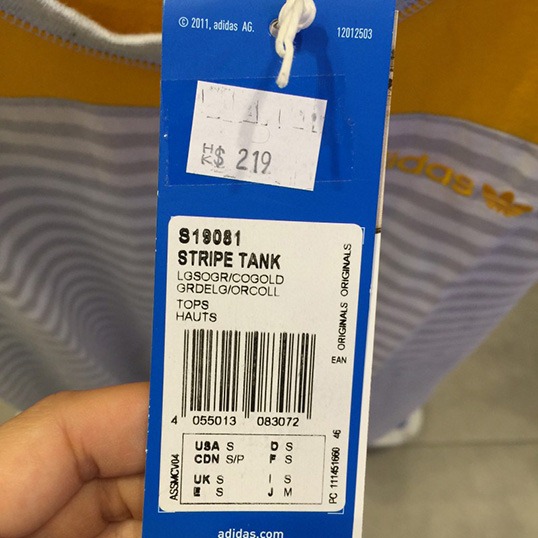 © 2011, adidas AG.
12012503
HK$ 219
S19081
STRIPE TANK
LGSOGR/COGOLD
GRDELG/ORCOLL
TOPS
HAUTS
ORIGINALS ORIGINALS
EAN
4 055013 083072
USA S D S
CDN S/P F S
UK S I S
E S J M
ASSMCV04
PC 111451660 46
adidas.com
adidas